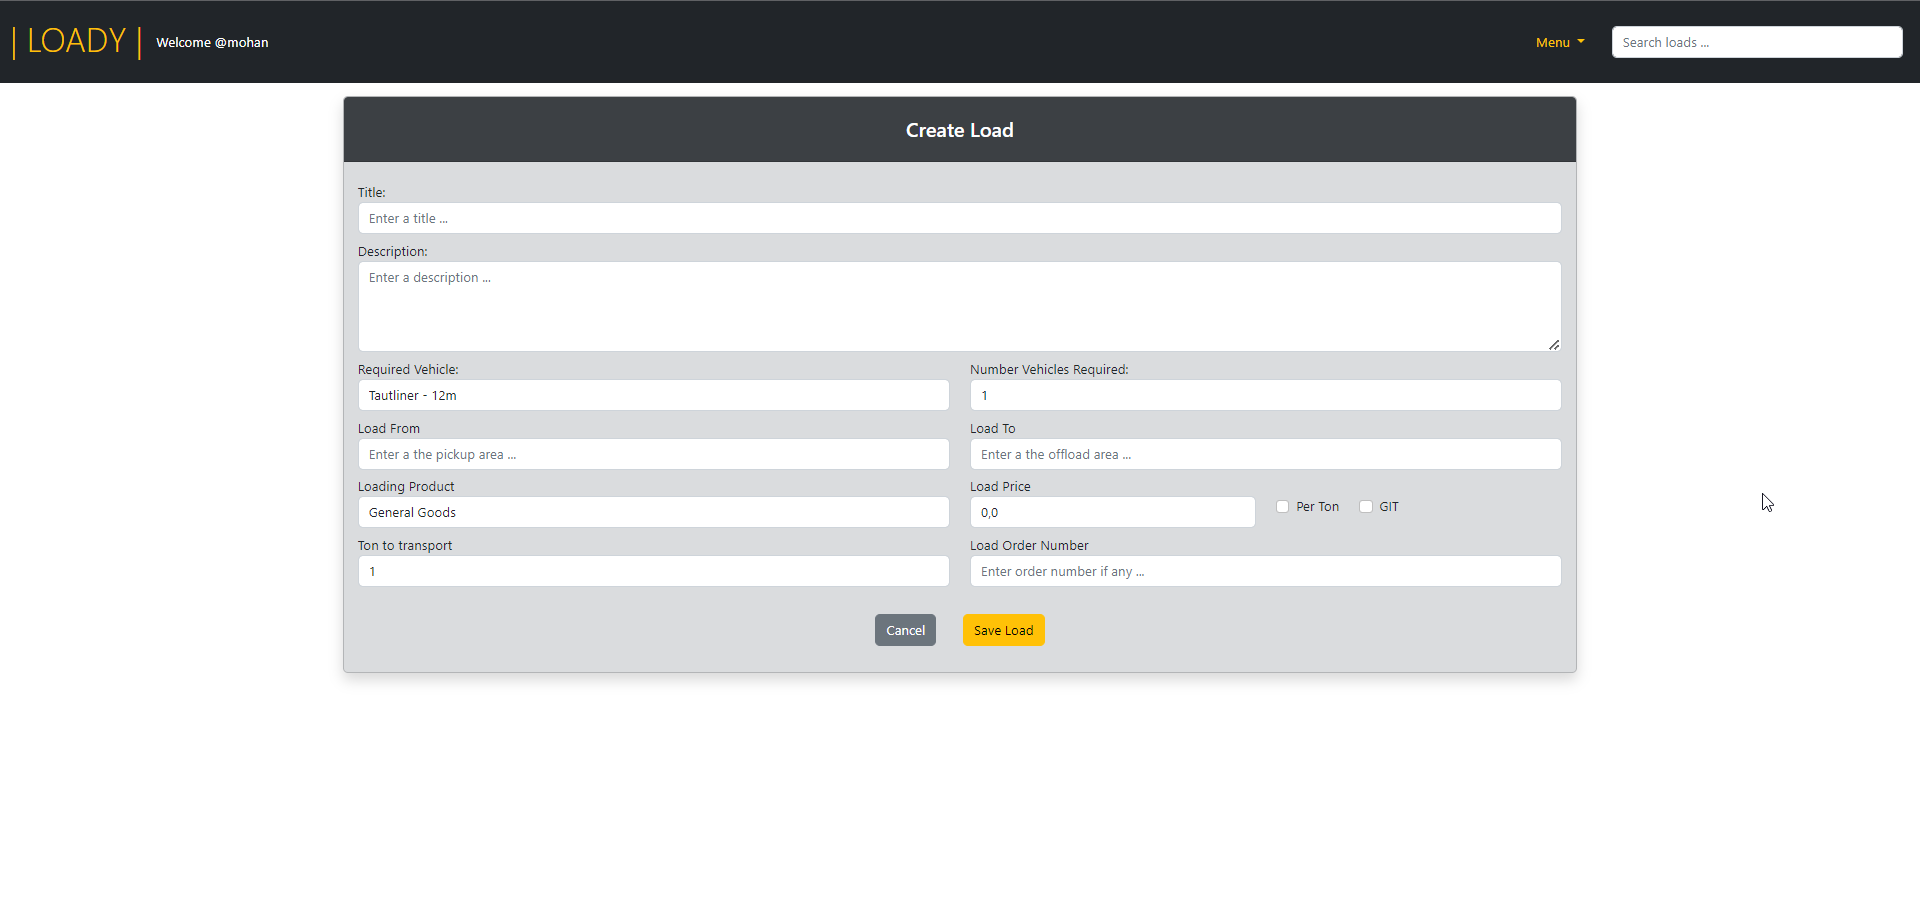 | LOADY | Welcome @mohan Menu Search loads ...
Create Load
Title:
Enter a title ...
Description:
Enter a description ...
Required Vehicle: Number Vehicles Required:
Tautliner - 12m 1
Load From Load To
Enter a the pickup area ... Enter a the offload area ...
Loading Product Load Price
General Goods 0,0 Per Ton GIT
Ton to transport Load Order Number
1 Enter order number if any ...
Cancel Save Load